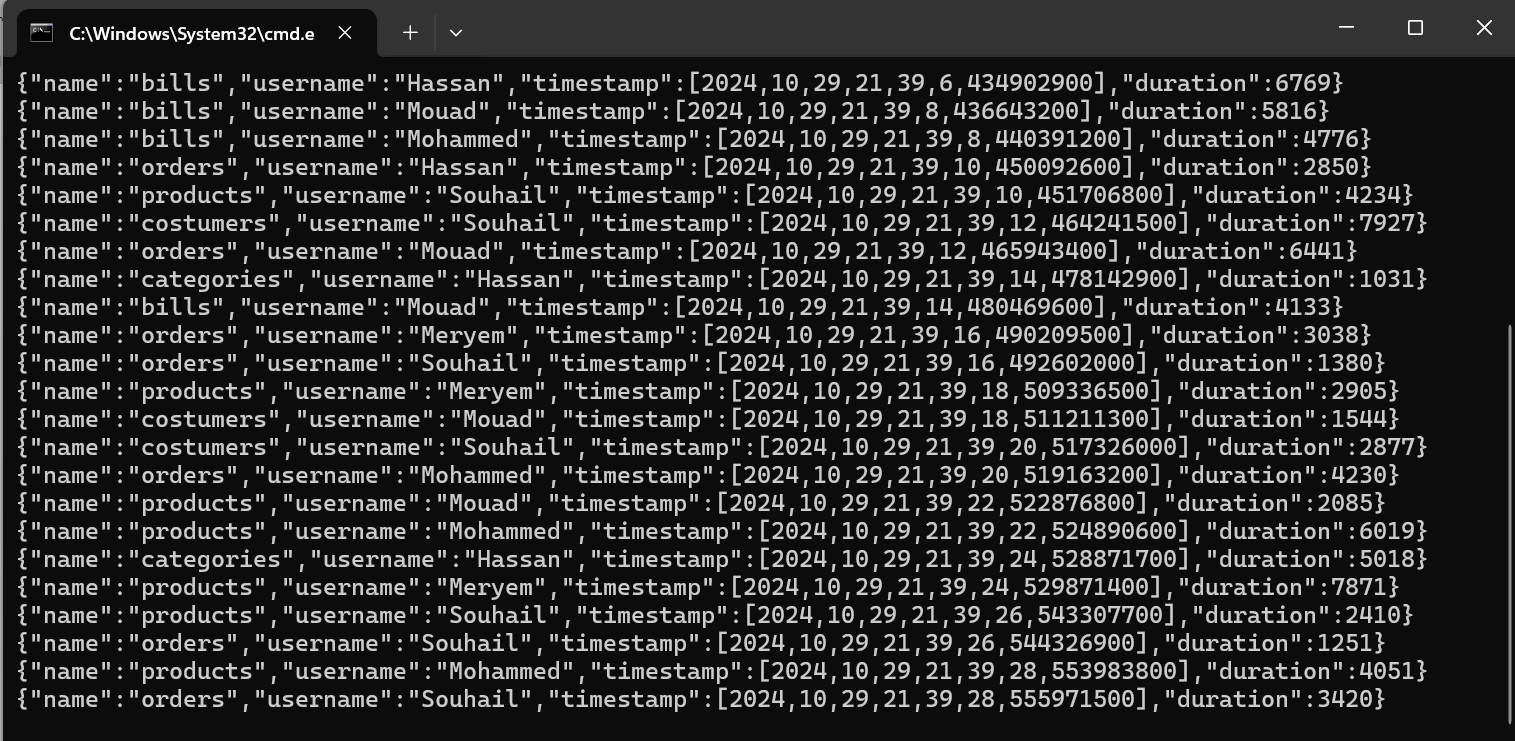 C:\Windows\System32\cmd.e
{"name":"bills","username":"Hassan","timestamp":[2024,10,29,21,39,6,434902900],"duration":6769}
{"name":"bills","username":"Mouad","timestamp":[2024,10,29,21,39,8,436643200],"duration":5816}
{"name":"bills","username":"Mohammed","timestamp":[2024,10,29,21,39,8,440391200],"duration":4776}
{"name":"orders","username":"Hassan","timestamp":[2024,10,29,21,39,10,450092600],"duration":2850}
{"name":"products","username":"Souhail","timestamp":[2024,10,29,21,39,10,451706800],"duration":4234}
{"name":"costumers","username":"Souhail","timestamp":[2024,10,29,21,39,12,464241500],"duration":7927}
{"name":"orders","username":"Mouad","timestamp":[2024,10,29,21,39,12,465943400],"duration":6441}
{"name":"categories","username":"Hassan","timestamp":[2024,10,29,21,39,14,478142900],"duration":1031}
{"name":"bills","username":"Mouad","timestamp":[2024,10,29,21,39,14,480469600],"duration":4133}
{"name":"orders","username":"Meryem","timestamp":[2024,10,29,21,39,16,490209500],"duration":3038}
{"name":"orders","username":"Souhail","timestamp":[2024,10,29,21,39,16,492602000],"duration":1380}
{"name":"products","username":"Meryem","timestamp":[2024,10,29,21,39,18,509336500],"duration":2905}
{"name":"costumers","username":"Mouad","timestamp":[2024,10,29,21,39,18,511211300],"duration":1544}
{"name":"costumers","username":"Souhail","timestamp":[2024,10,29,21,39,20,517326000],"duration":2877}
{"name":"orders","username":"Mohammed","timestamp":[2024,10,29,21,39,20,519163200],"duration":4230}
{"name":"products","username":"Mouad","timestamp":[2024,10,29,21,39,22,522876800],"duration":2085}
{"name":"products","username":"Mohammed","timestamp":[2024,10,29,21,39,22,524890600],"duration":6019}
{"name":"categories","username":"Hassan","timestamp":[2024,10,29,21,39,24,528871700],"duration":5018}
{"name":"products","username":"Meryem","timestamp":[2024,10,29,21,39,24,529871400],"duration":7871}
{"name":"products","username":"Souhail","timestamp":[2024,10,29,21,39,26,543307700],"duration":2410}
{"name":"orders","username":"Souhail","timestamp":[2024,10,29,21,39,26,544326900],"duration":1251}
{"name":"products","username":"Mohammed","timestamp":[2024,10,29,21,39,28,553983800],"duration":4051}
{"name":"orders","username":"Souhail","timestamp":[2024,10,29,21,39,28,555971500],"duration":3420}